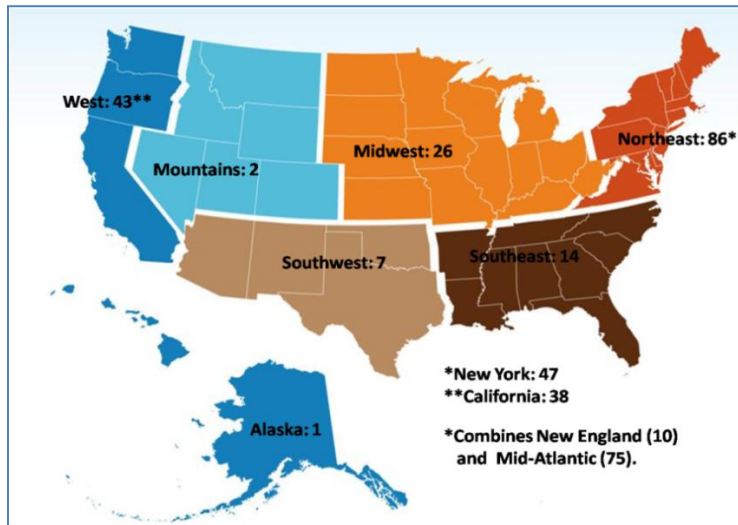 West: 43**
Mountains: 2
Midwest: 26
Northeast: 86*
Southwest: 7
Southeast: 14
Alaska: 1
*New York: 47
**California: 38
*Combines New England (10)
and Mid-Atlantic (75).